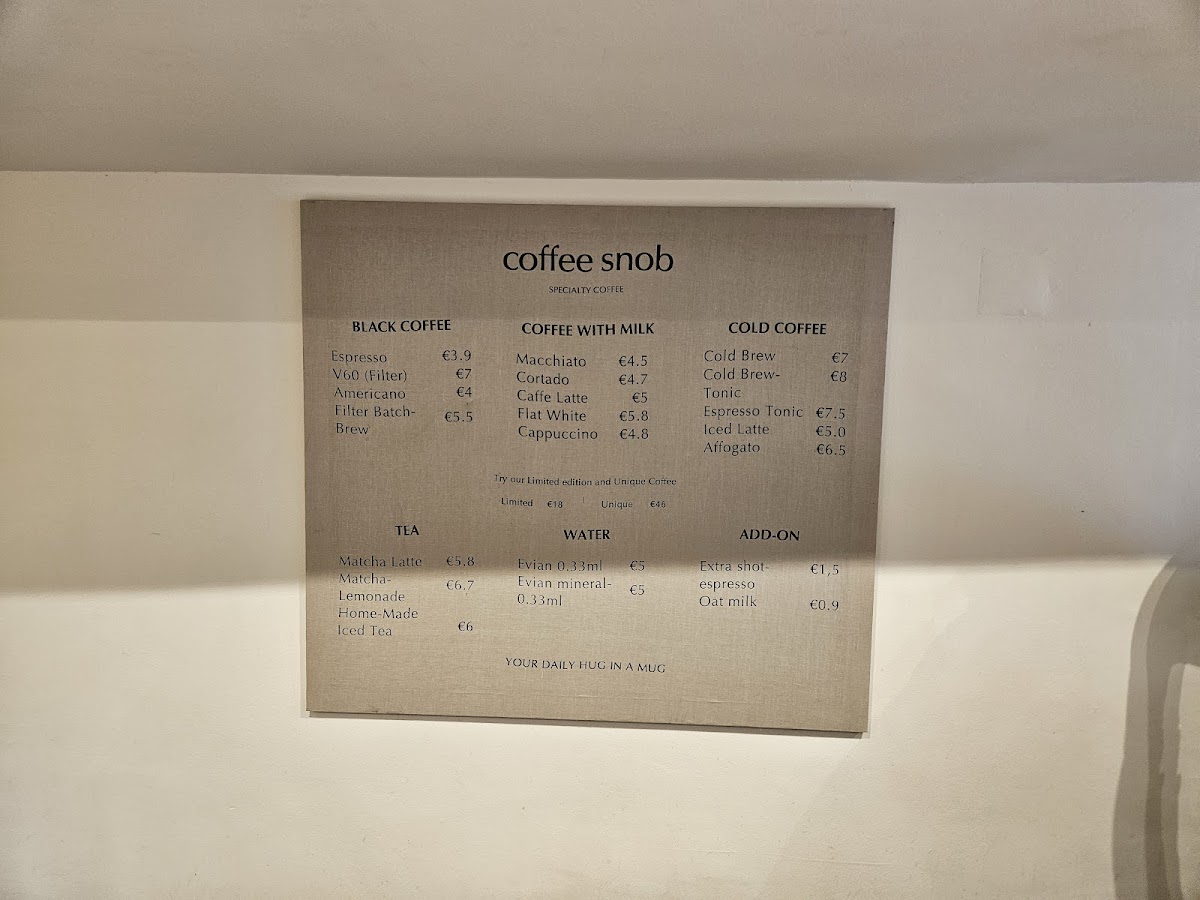 coffee snob
SPECIALTY COFFEE
BLACK COFFEE
Espresso €3.9
V60 (Filter) €7
Americano €4
Filter Batch-
Brew €5.5
COFFEE WITH MILK
Macchiato €4.5
Cortado €4.7
Caffe Latte €5
Flat White €5.8
Cappuccino €4.8
COLD COFFEE
Cold Brew €7
Cold Brew- €8
Tonic
Espresso Tonic €7.5
Iced Latte €5.0
Affogato €6.5
Try our Limited edition and Unique Coffee
Limited €18 | Unique €46
TEA
Matcha Latte €5.8
Matcha- €6.7
Lemonade
Home-Made
Iced Tea €6
WATER
Evian 0.33ml €5
Evian mineral- €5
0.33ml
ADD-ON
Extra shot- €1,5
espresso
Oat milk €0.9
YOUR DAILY HUG IN A MUG